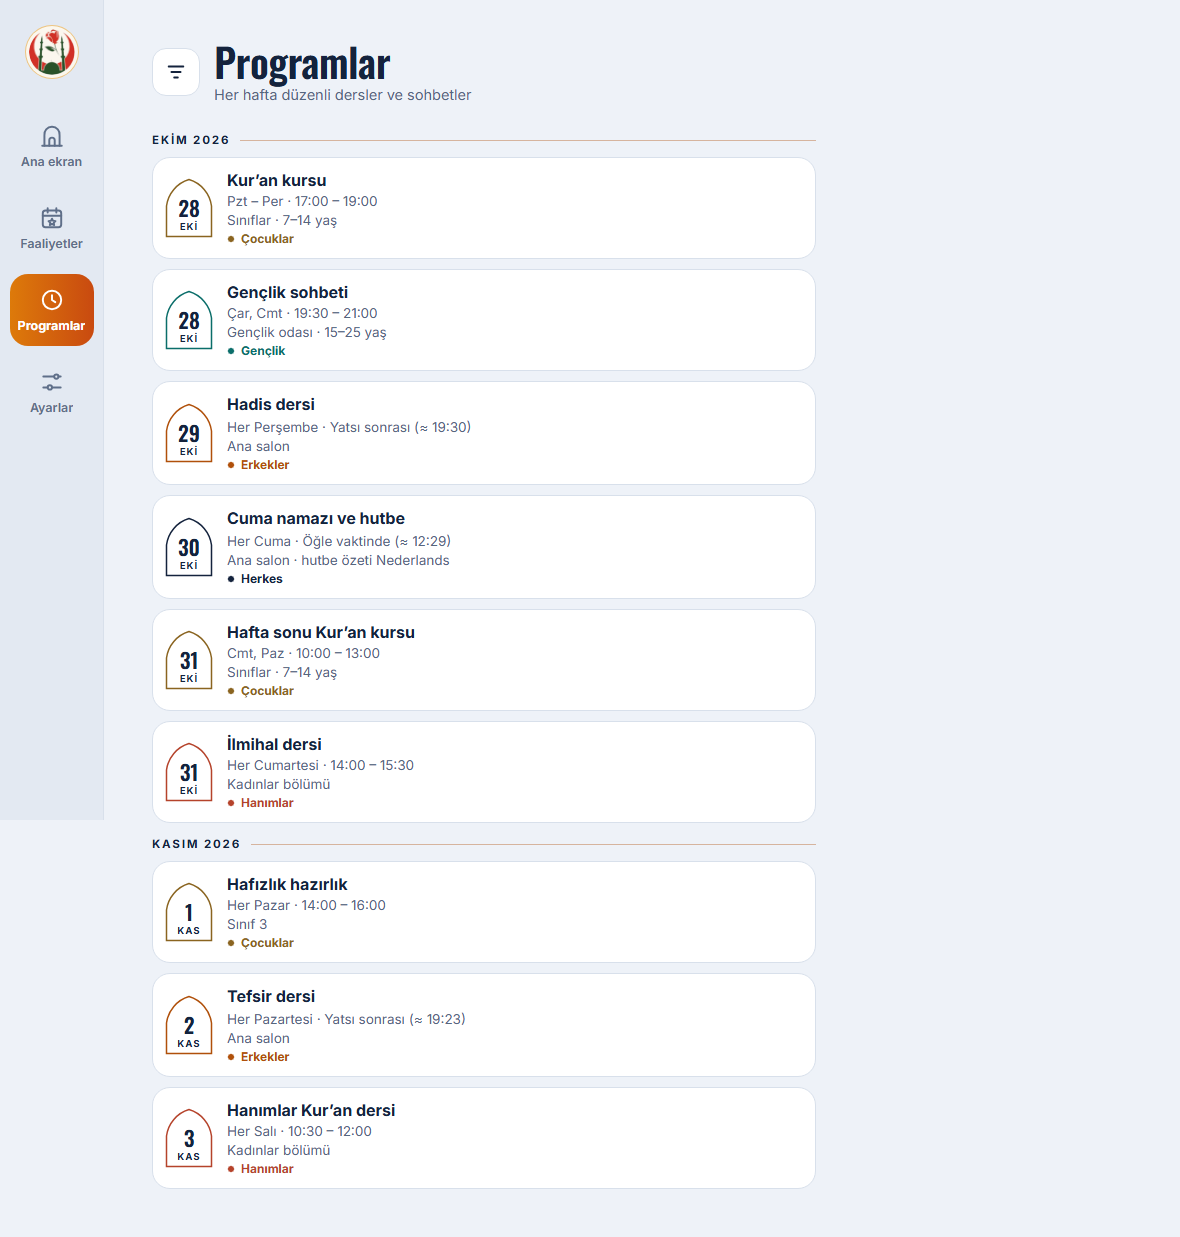 Ana ekran
Faaliyetler
Programlar
Ayarlar
Programlar
Her hafta düzenli dersler ve sohbetler
EKİM 2026
28
EKİ
Kur’an kursu
Pzt – Per · 17:00 – 19:00
Sınıflar · 7–14 yaş
Çocuklar
28
EKİ
Gençlik sohbeti
Çar, Cmt · 19:30 – 21:00
Gençlik odası · 15–25 yaş
Gençlik
29
EKİ
Hadis dersi
Her Perşembe · Yatsı sonrası (≈ 19:30)
Ana salon
Erkekler
30
EKİ
Cuma namazı ve hutbe
Her Cuma · Öğle vaktinde (≈ 12:29)
Ana salon · hutbe özeti Nederlands
Herkes
31
EKİ
Hafta sonu Kur’an kursu
Cmt, Paz · 10:00 – 13:00
Sınıflar · 7–14 yaş
Çocuklar
31
EKİ
İlmihal dersi
Her Cumartesi · 14:00 – 15:30
Kadınlar bölümü
Hanımlar
KASIM 2026
1
KAS
Hafızlık hazırlık
Her Pazar · 14:00 – 16:00
Sınıf 3
Çocuklar
2
KAS
Tefsir dersi
Her Pazartesi · Yatsı sonrası (≈ 19:23)
Ana salon
Erkekler
3
KAS
Hanımlar Kur’an dersi
Her Salı · 10:30 – 12:00
Kadınlar bölümü
Hanımlar